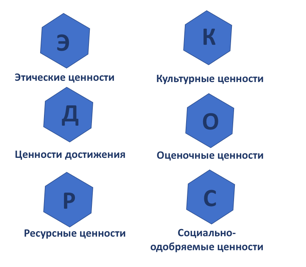 Э
К
Этические ценности
Культурные ценности
Д
О
Ценности достижения
Оценочные ценности
Р
С
Ресурсные ценности
Социально-
одобряемые ценности